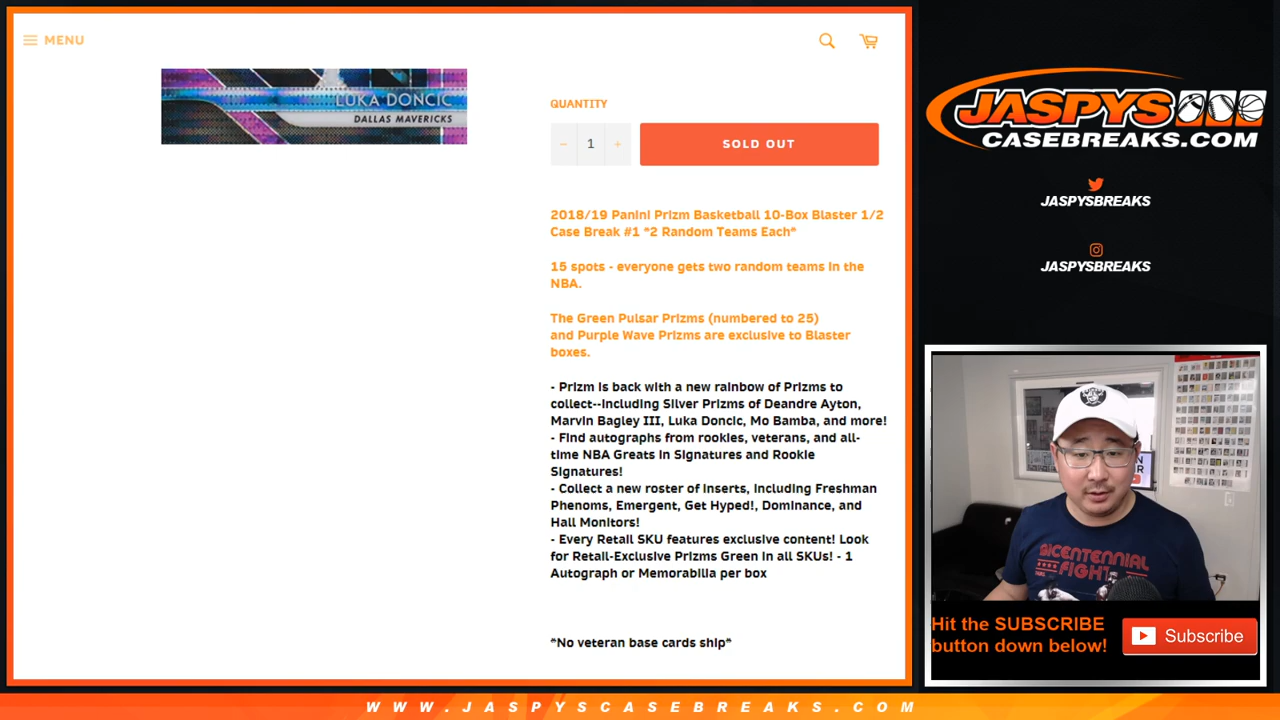 MENU
LUKA DONCIC
DALLAS MAVERICKS
QUANTITY
− 1 +
SOLD OUT
2018/19 Panini Prizm Basketball 10-Box Blaster 1/2
Case Break #1 *2 Random Teams Each*
15 spots - everyone gets two random teams in the
NBA.
The Green Pulsar Prizms (numbered to 25)
and Purple Wave Prizms are exclusive to Blaster
boxes.
- Prizm is back with a new rainbow of Prizms to
collect--including Silver Prizms of Deandre Ayton,
Marvin Bagley III, Luka Doncic, Mo Bamba, and more!
- Find autographs from rookies, veterans, and all-
time NBA Greats in Signatures and Rookie
Signatures!
- Collect a new roster of inserts, including Freshman
Phenoms, Emergent, Get Hyped!, Dominance, and
Hall Monitors!
- Every Retail SKU features exclusive content! Look
for Retail-Exclusive Prizms Green in all SKUs! - 1
Autograph or Memorabilia per box
*No veteran base cards ship*
JASPYS
CASEBREAKS.COM
JASPYSBREAKS
JASPYSBREAKS
BICENTENNIAL
FIGHT
Hit the SUBSCRIBE
button down below!
Subscribe
WWW.JASPYSCASEBREAKS.COM